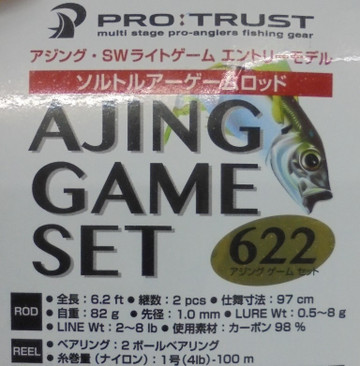 PRO:TRUST
multi stage pro-anglers fishing gear
アジング・SWライトゲーム エントリーモデル
ソルトルアーゲームロッド
AJING
GAME
SET
622
アジング ゲーム セット
ROD
● 全長：6.2 ft ● 継数：2 pcs ● 仕舞寸法：97 cm
● 自重：82 g ● 先径：1.0 mm ● LURE Wt：0.5~8 g
● LINE Wt：2~8 lb ● 使用素材：カーボン 98 %
REEL
● ベアリング：2 ボールベアリング
● 糸巻量（ナイロン）：1号(4lb)-100 m